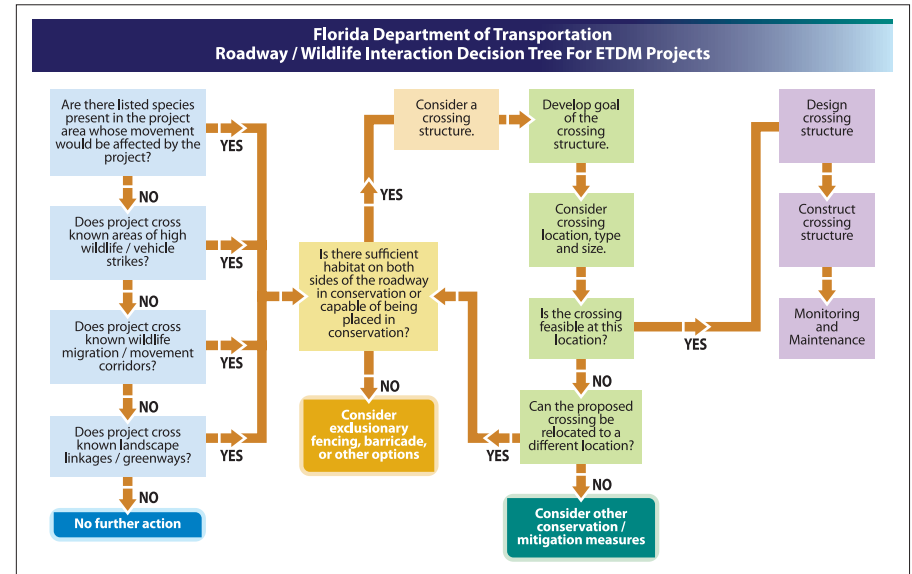 Florida Department of Transportation
Roadway / Wildlife Interaction Decision Tree For ETDM Projects
Are there listed species
present in the project
area whose movement
would be affected by the
project?
YES
NO
Does project cross
known areas of high
wildlife / vehicle
strikes?
YES
NO
Does project cross
known wildlife
migration / movement
corridors?
YES
NO
Does project cross
known landscape
linkages / greenways?
YES
NO
No further action
Is there sufficient
habitat on both
sides of the roadway
in conservation or
capable of being
placed in
conservation?
YES
NO
Consider
exclusionary
fencing, barricade,
or other options
Consider a
crossing
structure.
Develop goal
of the
crossing
structure.
Consider
crossing
location, type
and size.
Is the crossing
feasible at this
location?
YES
NO
Can the proposed
crossing be
relocated to a
different location?
YES
NO
Consider other
conservation /
mitigation measures
Design
crossing
structure
Construct
crossing
structure
Monitoring
and
Maintenance